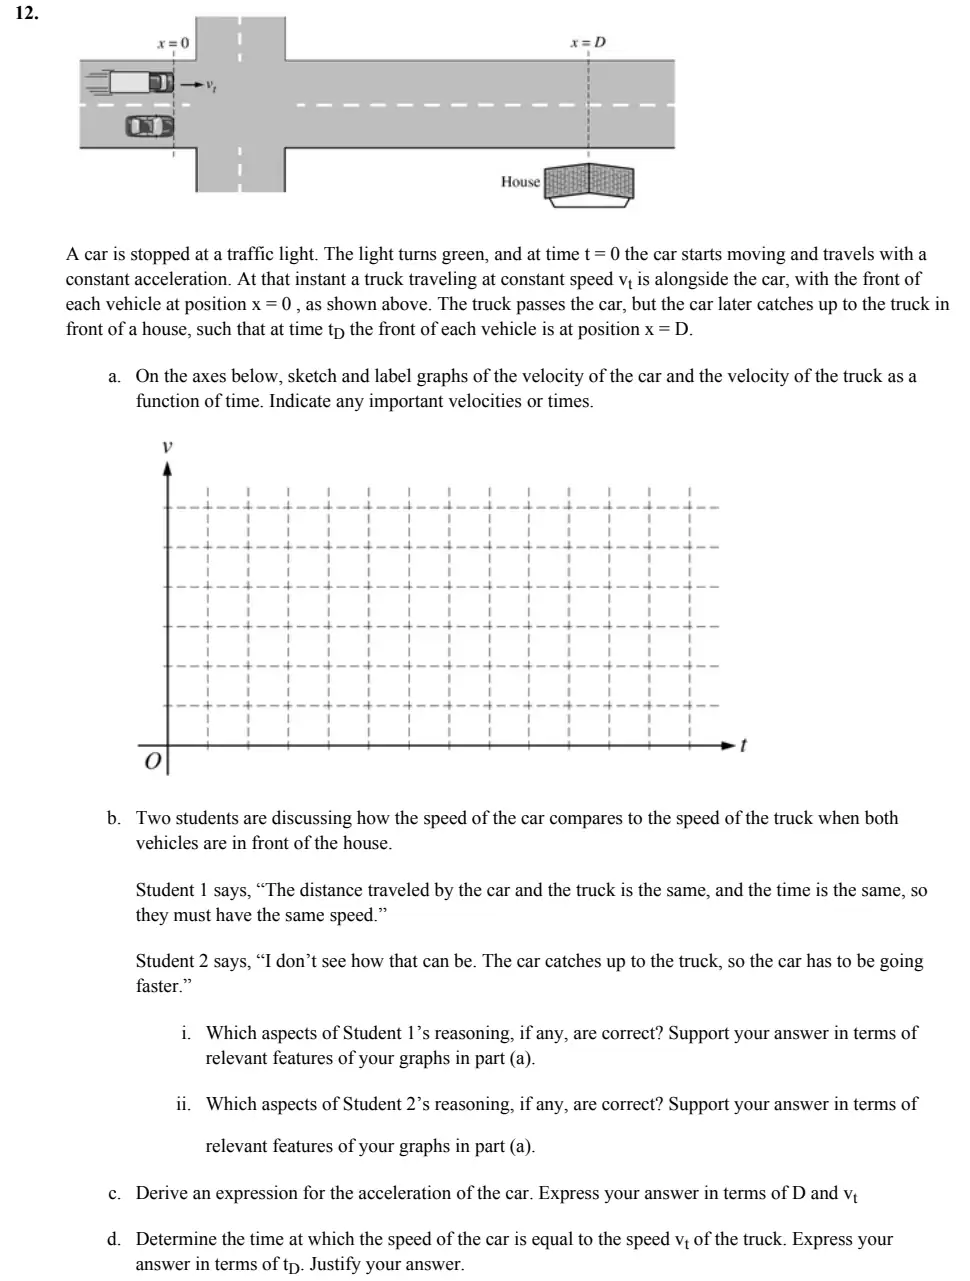 12.
x = 0
x = D
vt
House
A car is stopped at a traffic light. The light turns green, and at time t = 0 the car starts moving and travels with a
constant acceleration. At that instant a truck traveling at constant speed vt is alongside the car, with the front of
each vehicle at position x = 0 , as shown above. The truck passes the car, but the car later catches up to the truck in
front of a house, such that at time tD the front of each vehicle is at position x = D.
a. On the axes below, sketch and label graphs of the velocity of the car and the velocity of the truck as a
function of time. Indicate any important velocities or times.
v
t
O
b. Two students are discussing how the speed of the car compares to the speed of the truck when both
vehicles are in front of the house.
Student 1 says, “The distance traveled by the car and the truck is the same, and the time is the same, so
they must have the same speed.”
Student 2 says, “I don’t see how that can be. The car catches up to the truck, so the car has to be going
faster.”
i. Which aspects of Student 1’s reasoning, if any, are correct? Support your answer in terms of
relevant features of your graphs in part (a).
ii. Which aspects of Student 2’s reasoning, if any, are correct? Support your answer in terms of
relevant features of your graphs in part (a).
c. Derive an expression for the acceleration of the car. Express your answer in terms of D and vt
d. Determine the time at which the speed of the car is equal to the speed vt of the truck. Express your
answer in terms of tD. Justify your answer.